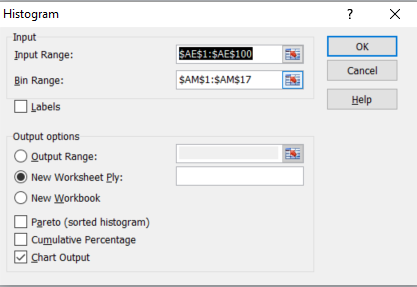 Histogram
? ×
Input
Input Range: $AE$1:$AE$100
Bin Range: $AM$1:$AM$17
Labels
OK
Cancel
Help
Output options
Output Range:
New Worksheet Ply:
New Workbook
Pareto (sorted histogram)
Cumulative Percentage
Chart Output